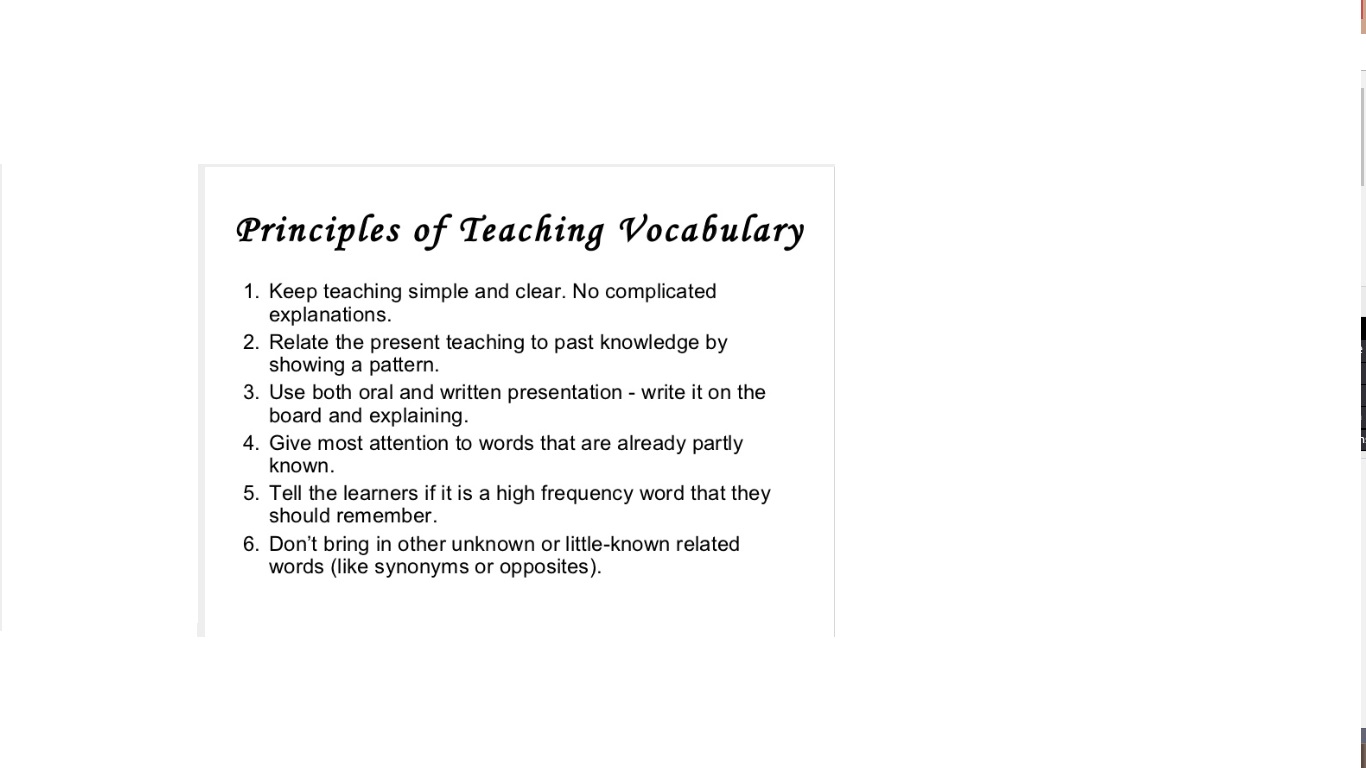 Principles of Teaching Vocabulary
1. Keep teaching simple and clear. No complicated
explanations.
2. Relate the present teaching to past knowledge by
showing a pattern.
3. Use both oral and written presentation - write it on the
board and explaining.
4. Give most attention to words that are already partly
known.
5. Tell the learners if it is a high frequency word that they
should remember.
6. Don’t bring in other unknown or little-known related
words (like synonyms or opposites).